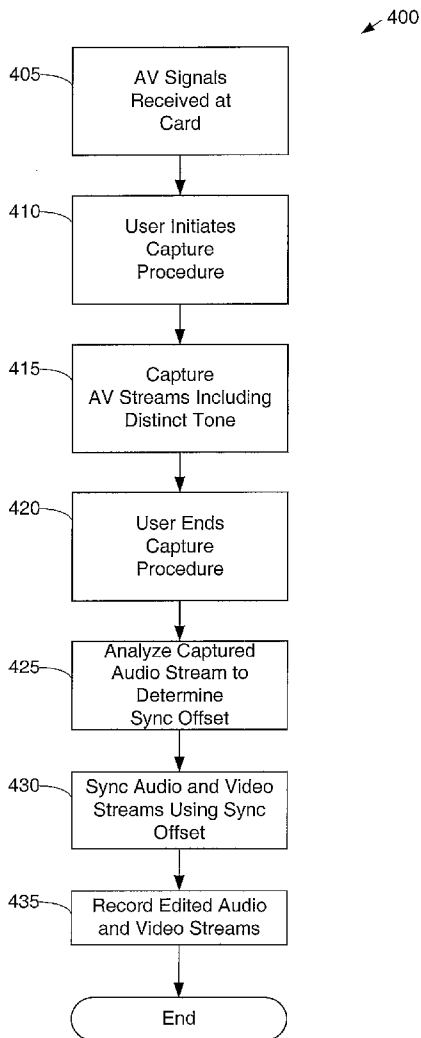 400
405
AV Signals
Received at
Card
410
User Initiates
Capture
Procedure
415
Capture
AV Streams Including
Distinct Tone
420
User Ends
Capture
Procedure
425
Analyze Captured
Audio Stream to
Determine
Sync Offset
430
Sync Audio and Video
Streams Using Sync
Offset
435
Record Edited Audio
and Video Streams
End